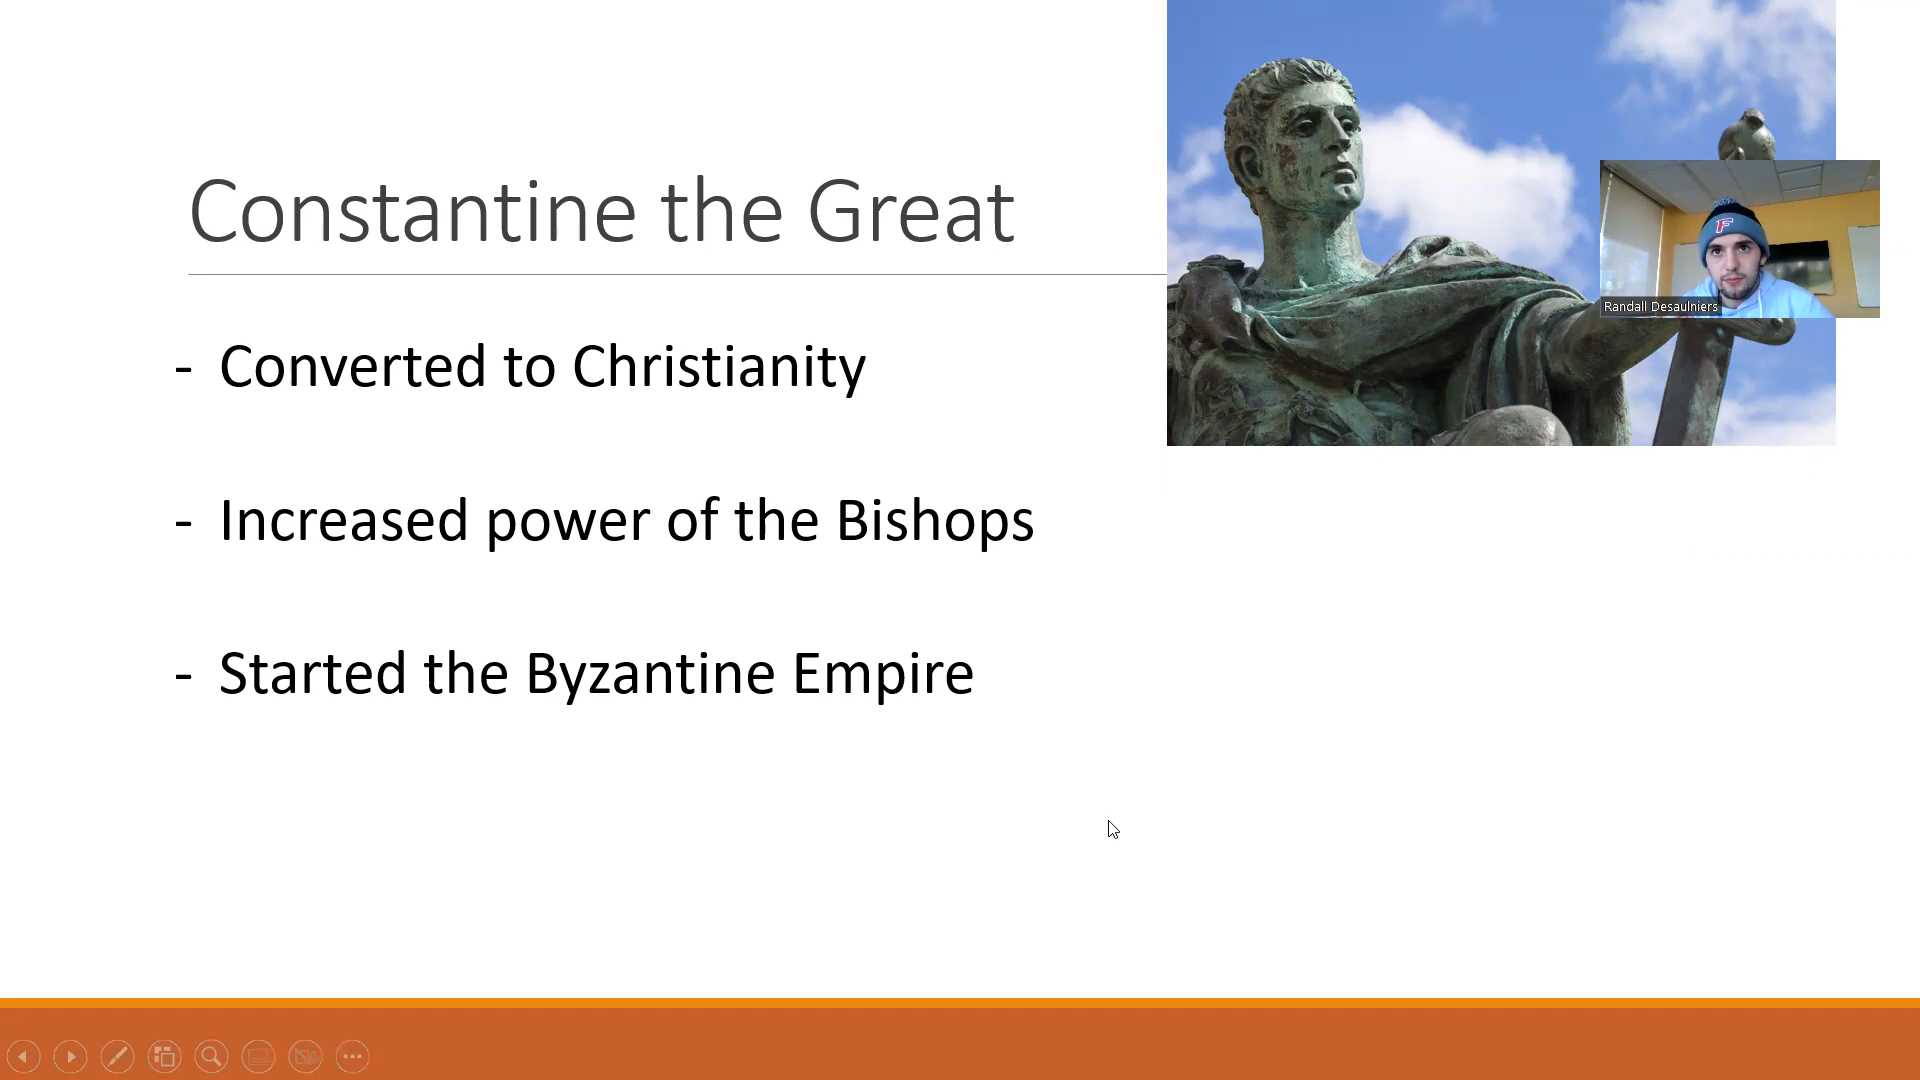 Constantine the Great
F
Randall Desaulniers
- Converted to Christianity
- Increased power of the Bishops
- Started the Byzantine Empire